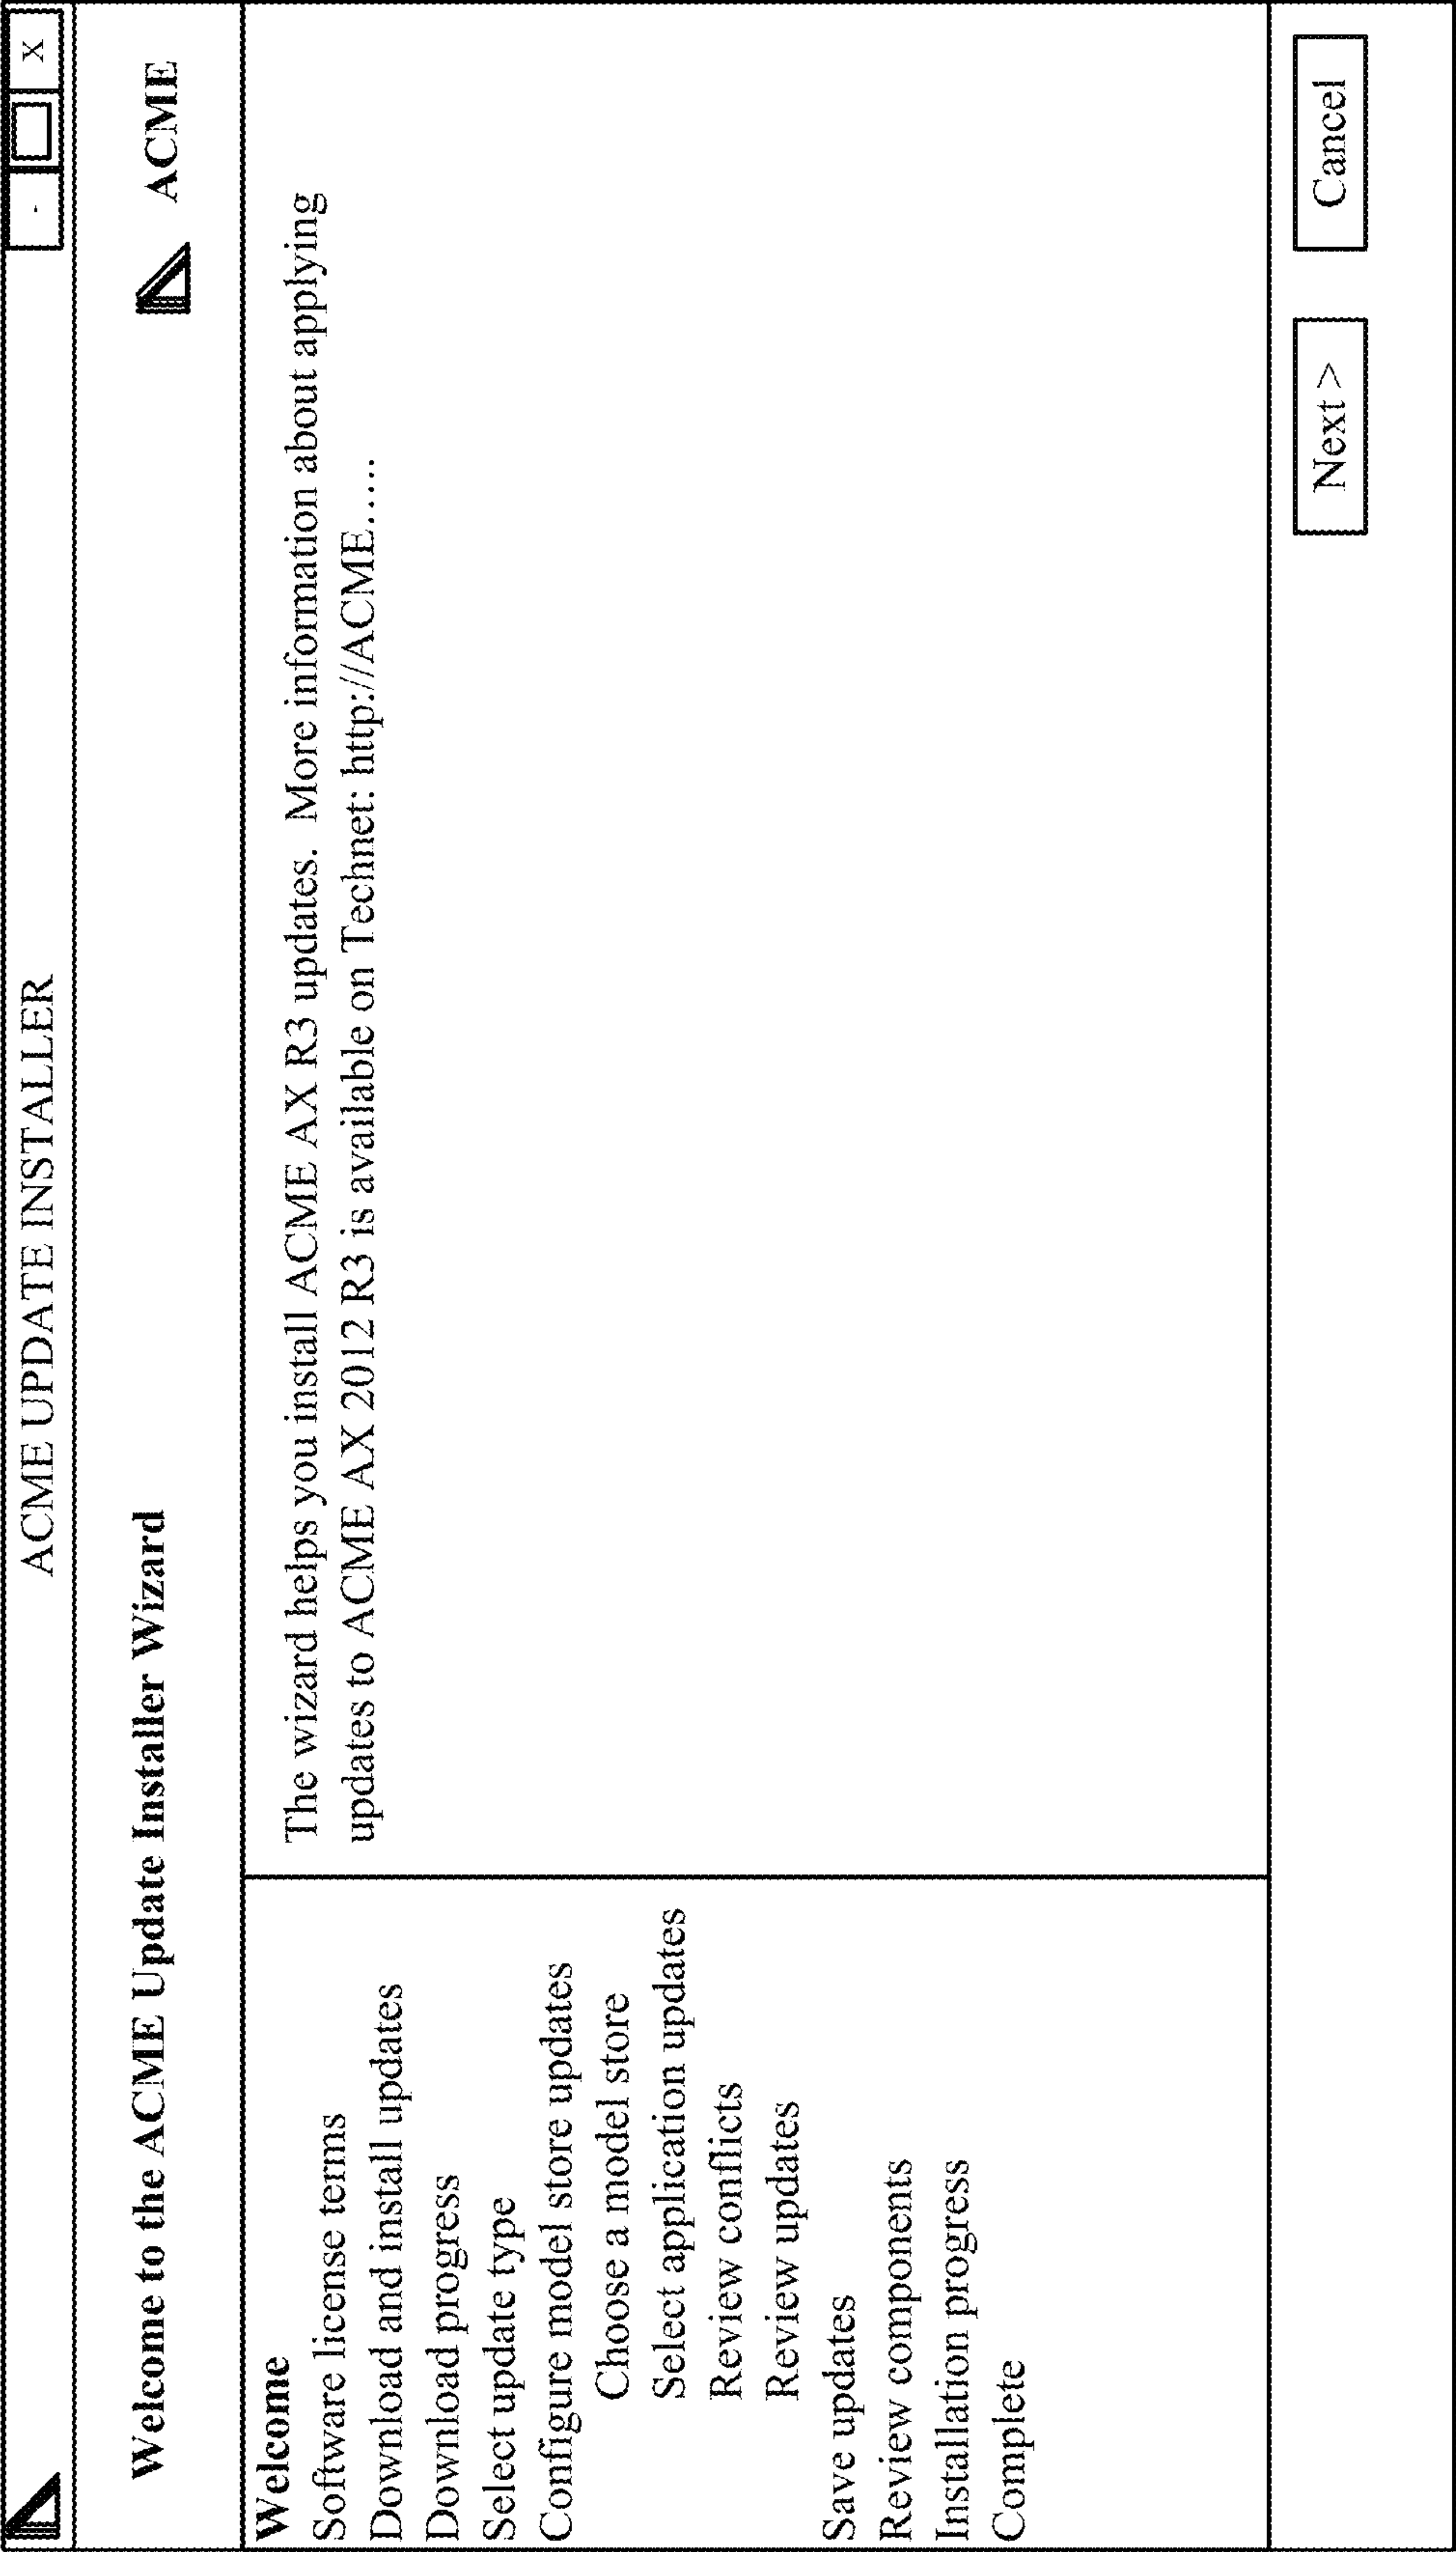 ACME UPDATE INSTALLER
- X
Welcome to the ACME Update Installer Wizard
ACME
Welcome
Software license terms
Download and install updates
Download progress
Select update type
Configure model store updates
Choose a model store
Select application updates
Review conflicts
Review updates
Save updates
Review components
Installation progress
Complete
The wizard helps you install ACME AX R3 updates.  More information about applying
updates to ACME AX 2012 R3 is available on Technet: http://ACME.....
Next >
Cancel